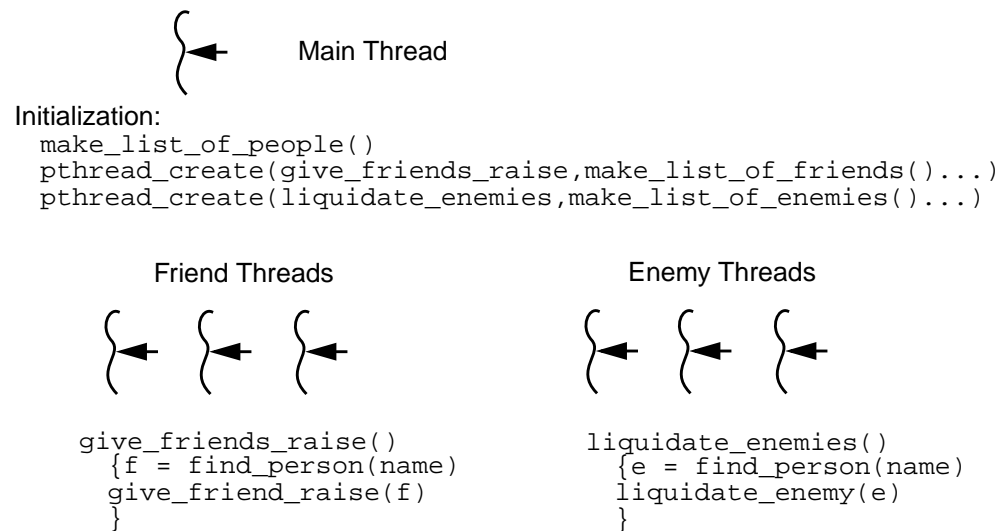 Main Thread
Initialization:
make_list_of_people()
pthread_create(give_friends_raise,make_list_of_friends()...)
pthread_create(liquidate_enemies,make_list_of_enemies()...)
Friend Threads
Enemy Threads
give_friends_raise()
{f = find_person(name)
give_friend_raise(f)
}
liquidate_enemies()
{e = find_person(name)
liquidate_enemy(e)
}